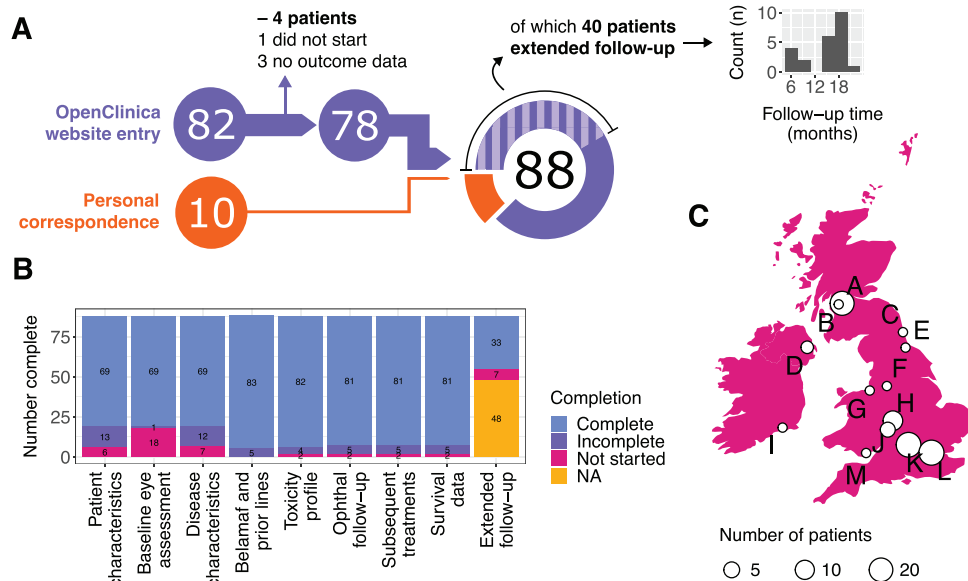 A
– 4 patients
1 did not start
3 no outcome data
OpenClinica
website entry
82
78
Personal
correspondence
10
88
of which 40 patients
extended follow-up
Count (n)
10
5
0
6 12 18
Follow–up time
(months)
B
Number complete
75
50
25
0
69 69 69 83 82 81 81 81 33
13 1 12 5 4 5 5 5 7
6 18 7 2 2 2 2 48
Patient
characteristics
Baseline eye
assessment
Disease
characteristics
Belamaf and
prior lines
Toxicity
profile
Ophthal
follow–up
Subsequent
treatments
Survival
data
Extended
follow–up
Completion
Complete
Incomplete
Not started
NA
C
A
B
C
E
D
F
G
H
I
J
K
L
M
Number of patients
5 10 20